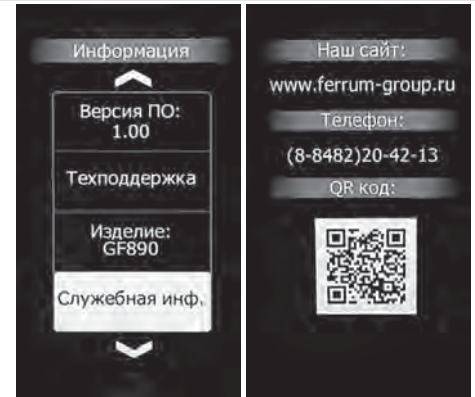 Информация
Версия ПО:
1.00
Техподдержка
Изделие:
GF890
Служебная инф.
Наш сайт:
www.ferrum-group.ru
Телефон:
(8-8482)20-42-13
QR код: